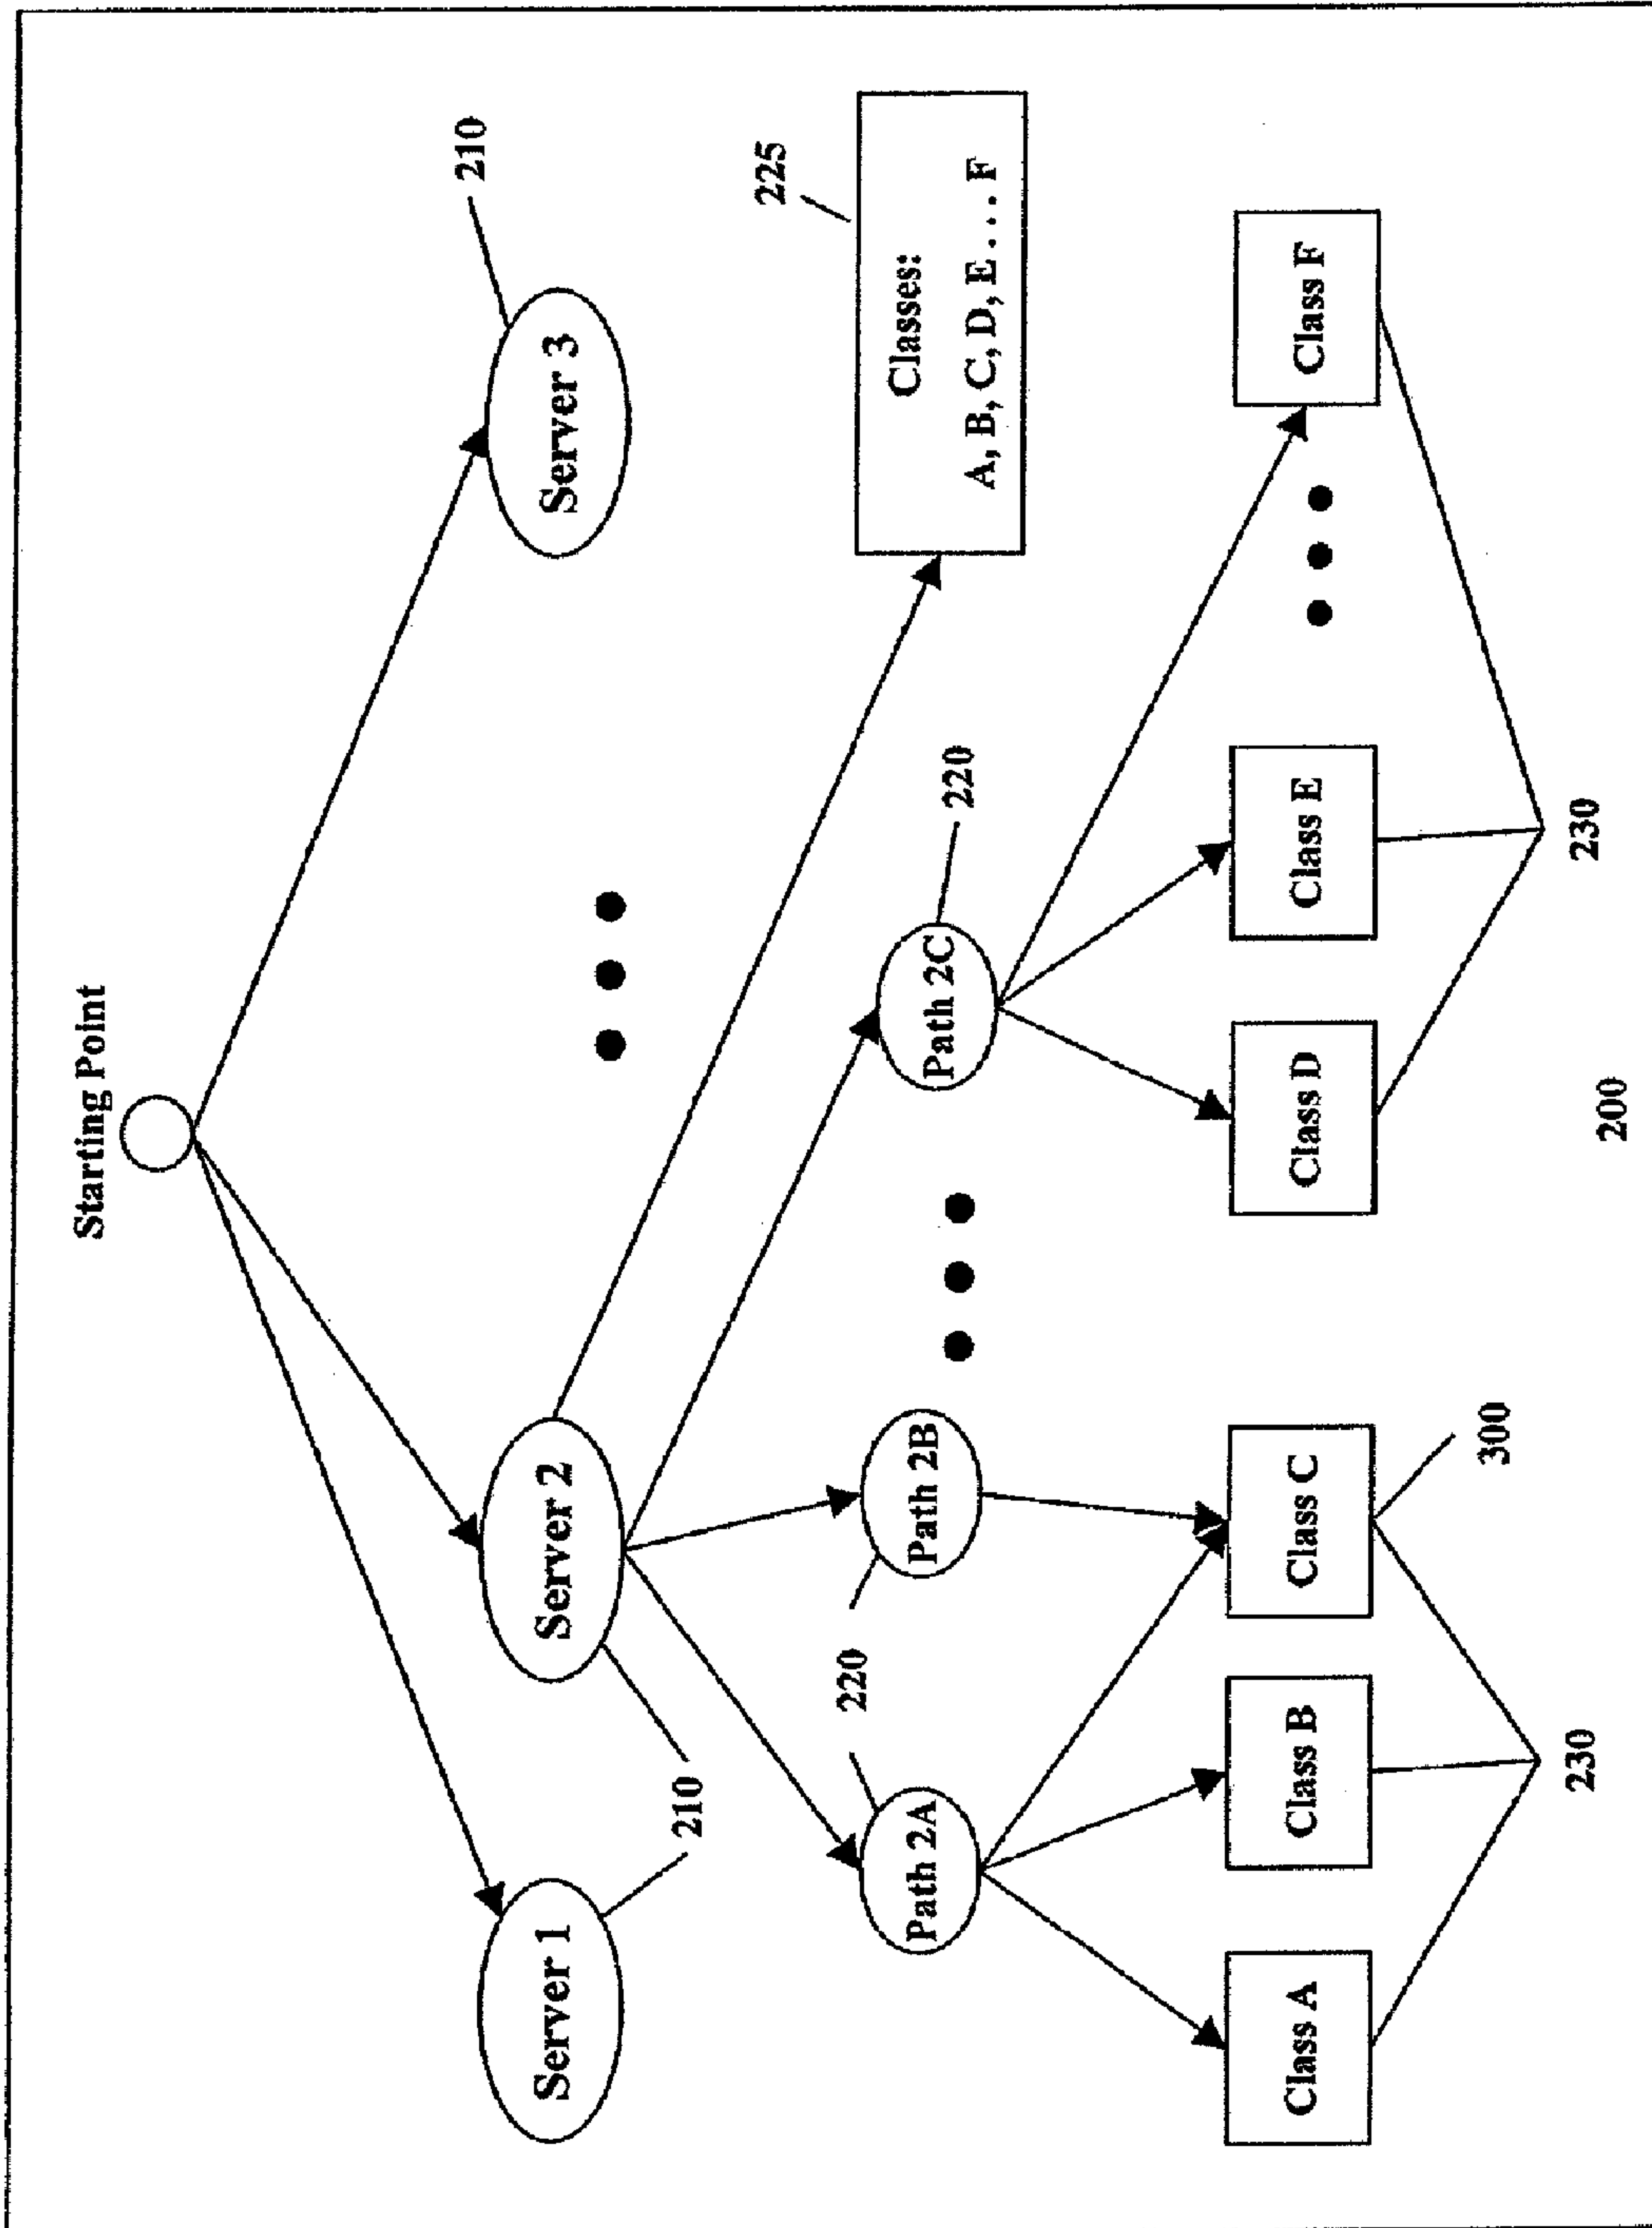 Starting Point
210
Server 1
Server 2
Server 3
210
225
220
Classes:
A, B, C, D, E . . . F
Path 2A
Path 2B
Path 2C
220
Class A
Class B
Class C
Class D
Class E
Class F
300
230
230
200